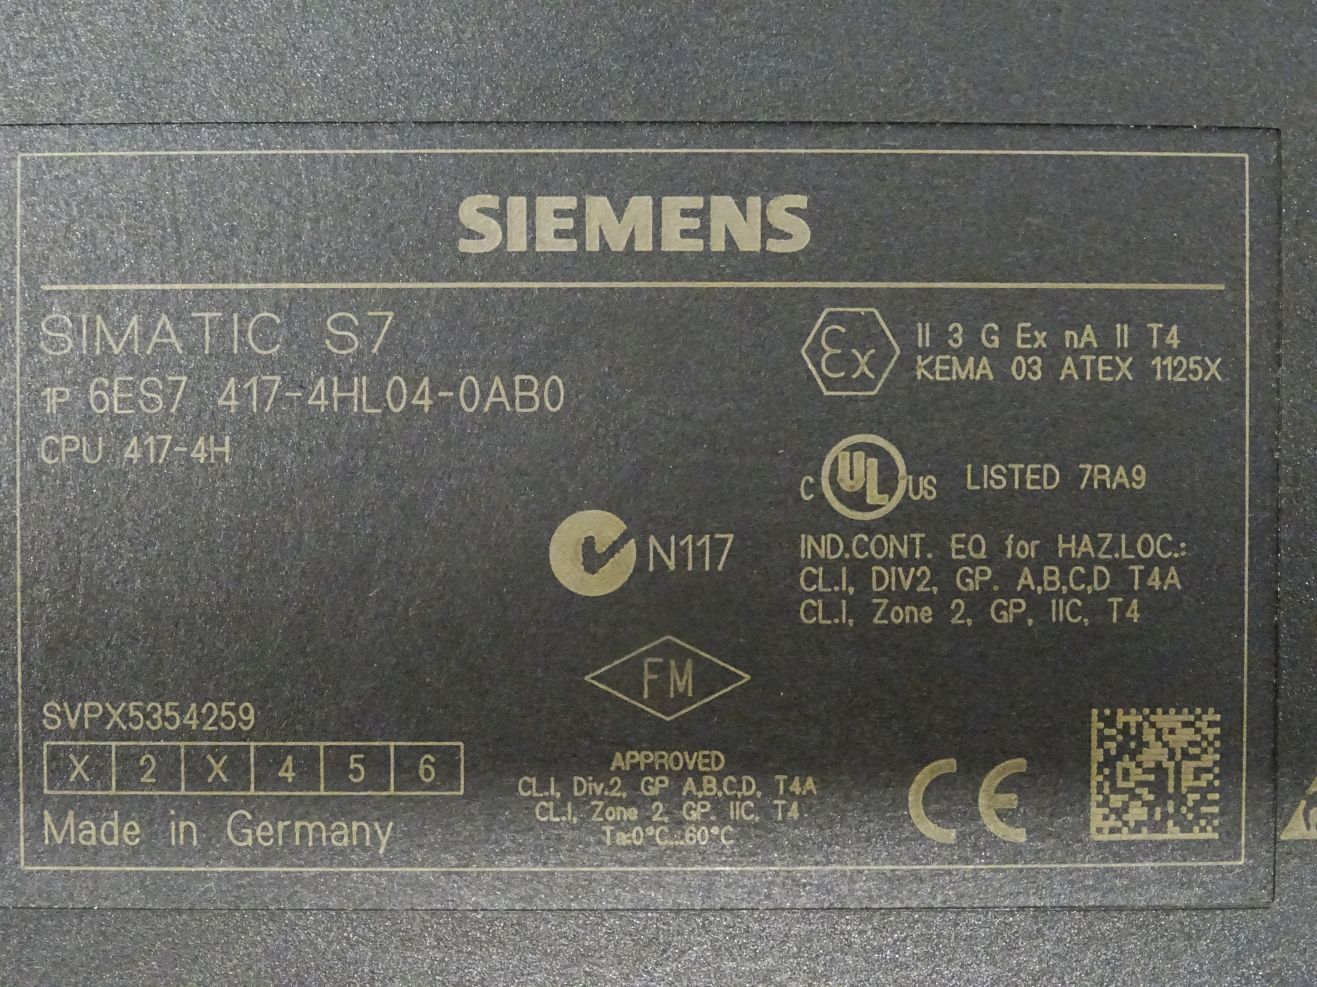 SIEMENS
SIMATIC S7
1P 6ES7 417-4HL04-0AB0
CPU 417-4H
Ex II 3 G Ex nA II T4
KEMA 03 ATEX 1125X
C UL US LISTED 7RA9
N117
IND.CONT. EQ for HAZ.LOC.:
CL.I, DIV2, GP. A,B,C,D T4A
CL.I, Zone 2, GP, IIC, T4
FM
APPROVED
CL.I, Div.2, GP A,B,C,D, T4A
CL.I, Zone 2, GP. IIC, T4
Ta:0°C...60°C
SVPX5354259
X 2 X 4 5 6
Made in Germany
CE